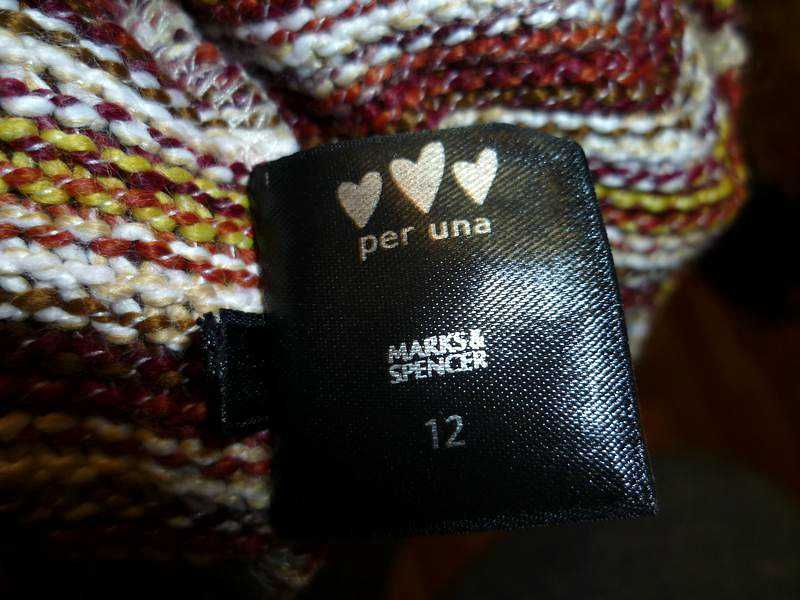 per una
MARKS&
SPENCER
12